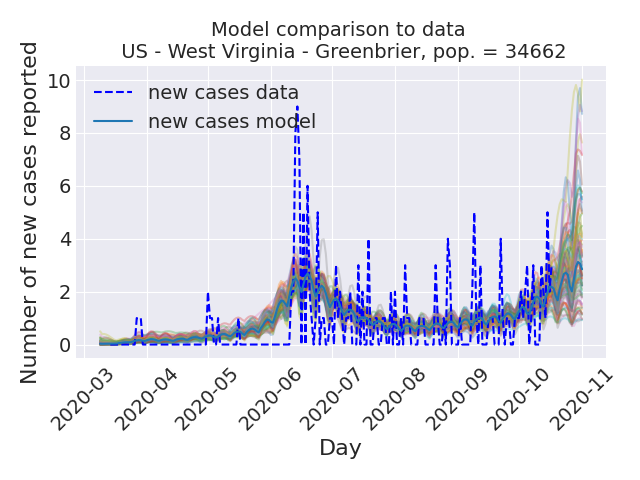 Model comparison to data
US - West Virginia - Greenbrier, pop. = 34662
Number of new cases reported
10
8
6
4
2
0
new cases data
new cases model
2020-03
2020-04
2020-05
2020-06
2020-07
2020-08
2020-09
2020-10
2020-11
Day